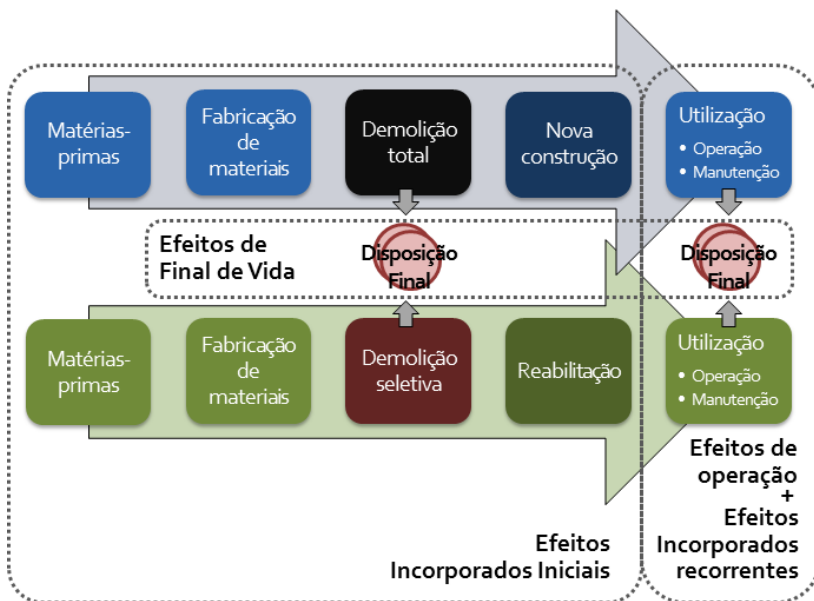 Matérias-
primas
Fabricação
de
materiais
Demolição
total
Nova
construção
Utilização
• Operação
• Manutenção
Efeitos de
Final de Vida
Disposição
Final
Disposição
Final
Matérias-
primas
Fabricação
de
materiais
Demolição
seletiva
Reabilitação
Utilização
• Operação
• Manutenção
Efeitos
Incorporados Iniciais
Efeitos de
operação
+
Efeitos
Incorporados
recorrentes